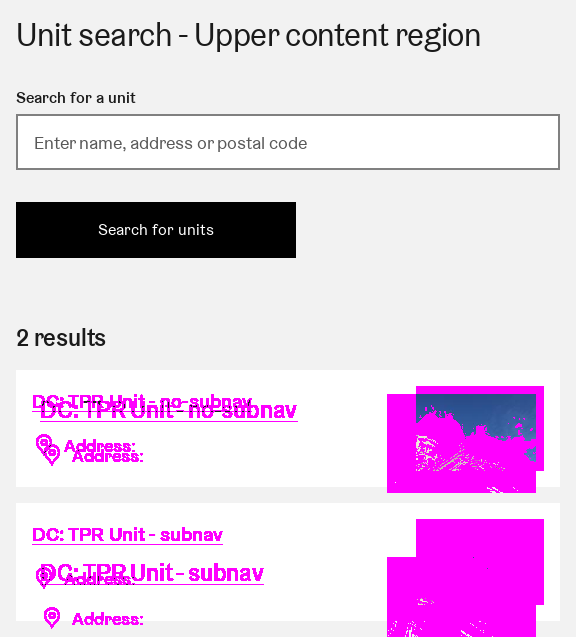 Unit search - Upper content region
Search for a unit
Enter name, address or postal code
Search for units
2 results
DC: TPR Unit - no-subnav
DC: TPR Unit - no-subnav
Address:
Address:
DC: TPR Unit - subnav
DC: TPR Unit - subnav
Address:
Address: